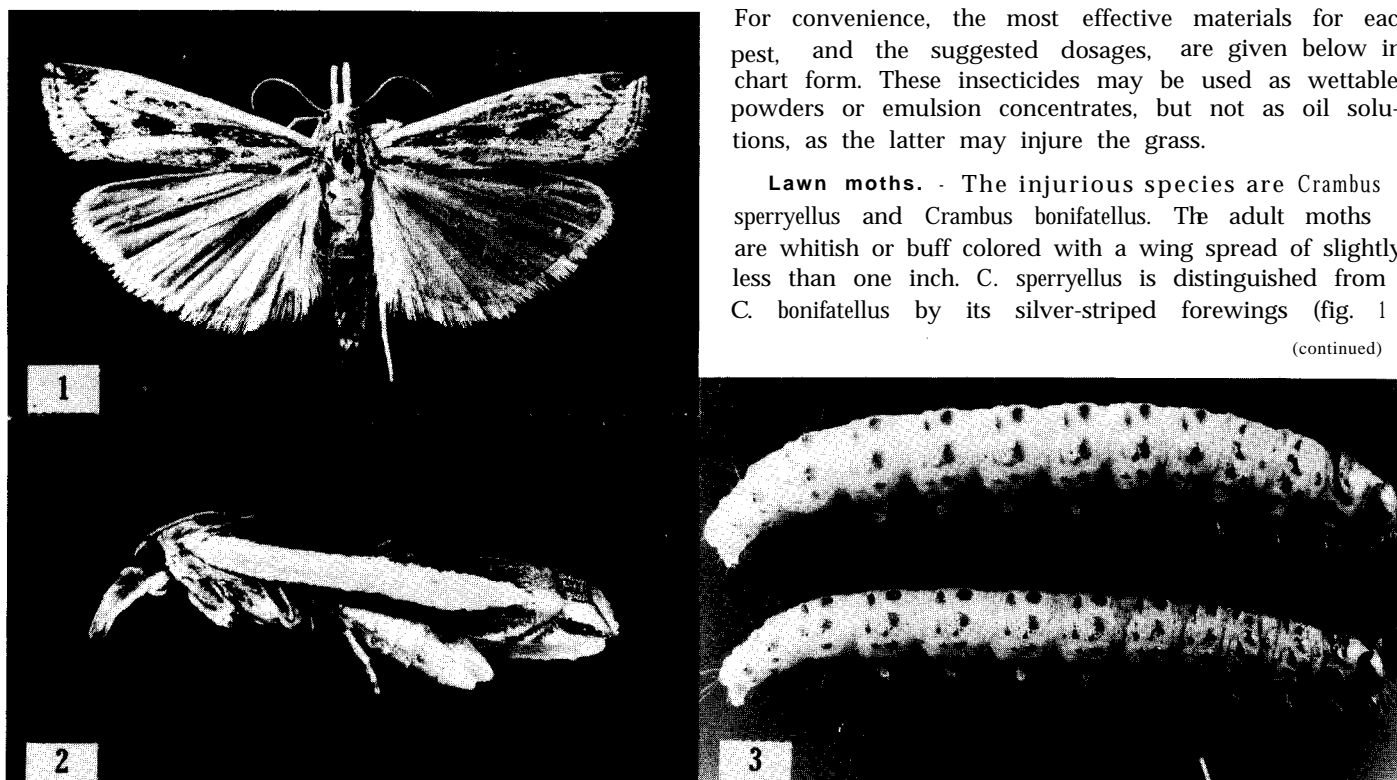 For convenience, the most effective materials for eac
pest, and the suggested dosages, are given below in
chart form. These insecticides may be used as wettable
powders or emulsion concentrates, but not as oil solu-
tions, as the latter may injure the grass.
Lawn moths. - The injurious species are Crambus
sperryellus and Crambus bonifatellus. The adult moths
are whitish or buff colored with a wing spread of slightly
less than one inch. C. sperryellus is distinguished from
C. bonifatellus by its silver-striped forewings (fig. 1
(continued)
1
2
3